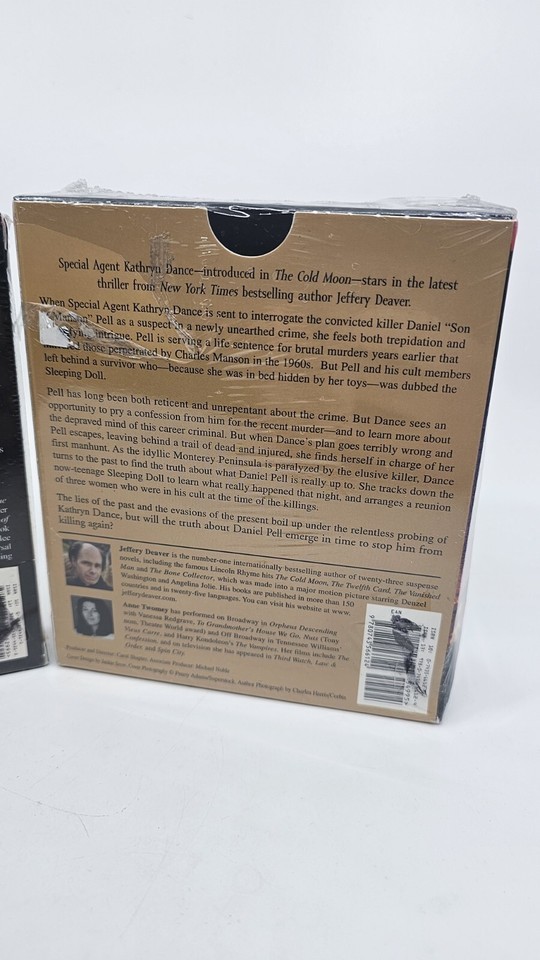 Special Agent Kathryn Dance—introduced in The Cold Moon—stars in the latest
thriller from New York Times bestselling author Jeffery Deaver.
When Special Agent Kathryn Dance is sent to interrogate the convicted killer Daniel "Son
Manson" Pell as a suspect in a newly unearthed crime, she feels both trepidation and
intrigue. Pell is serving a life sentence for brutal murders years earlier that
those perpetrated by Charles Manson in the 1960s. But Pell and his cult members
left behind a survivor who—because she was in bed hidden by her toys—was dubbed the
Sleeping Doll.
Pell has long been both reticent and unrepentant about the crime. But Dance sees an
opportunity to pry a confession from him for the recent murder—and to learn more about
the depraved mind of this career criminal. But when Dance's plan goes terribly wrong and
Pell escapes, leaving behind a trail of dead and injured, she finds herself in charge of her
first manhunt. As the idyllic Monterey Peninsula is paralyzed by the elusive killer, Dance
turns to the past to find the truth about what Daniel Pell is really up to. She tracks down the
now-teenage Sleeping Doll to learn what really happened that night, and arranges a reunion
of three women who were in his cult at the time of the killings.
The lies of the past and the evasions of the present boil up under the relentless probing of
Kathryn Dance, but will the truth about Daniel Pell emerge in time to stop him from
killing again?
Jeffery Deaver is the number-one internationally bestselling author of twenty-three suspense
novels, including the famous Lincoln Rhyme hits The Cold Moon, The Twelfth Card, The Vanished
Man and The Bone Collector, which was made into a major motion picture starring Denzel
Washington and Angelina Jolie. His books are published in more than 150
countries and in twenty-five languages. You can visit his website at www.
jefferydeaver.com.
Anne Twomey has performed on Broadway in Orpheus Descending
with Vanessa Redgrave, To Grandmother's House We Go, Nuts (Tony
nom, Theatre World award) and Off Broadway in Tennessee Williams'
Vieux Carre, and Harry Kondoleon's The Vampires. Her films include The
Confession, and on television she has appeared in Third Watch, Law &
Order, and Spin City.